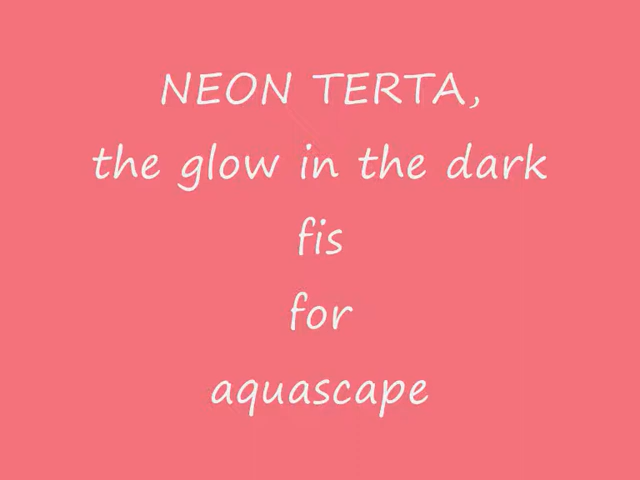 NEON TERTA,
the glow in the dark
fis
for
aquascape